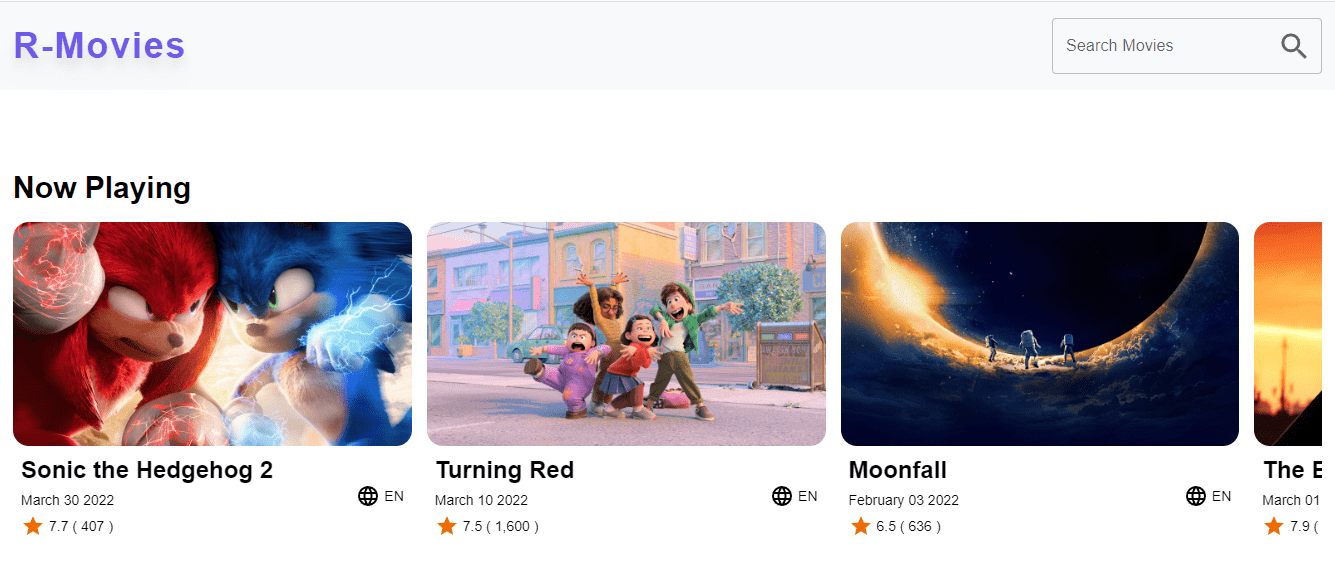 R-Movies
Search Movies
Now Playing
Sonic the Hedgehog 2
March 30 2022
EN
7.7 ( 407 )
Turning Red
March 10 2022
EN
7.5 ( 1,600 )
Moonfall
February 03 2022
EN
6.5 ( 636 )
The
March 01
7.9 (